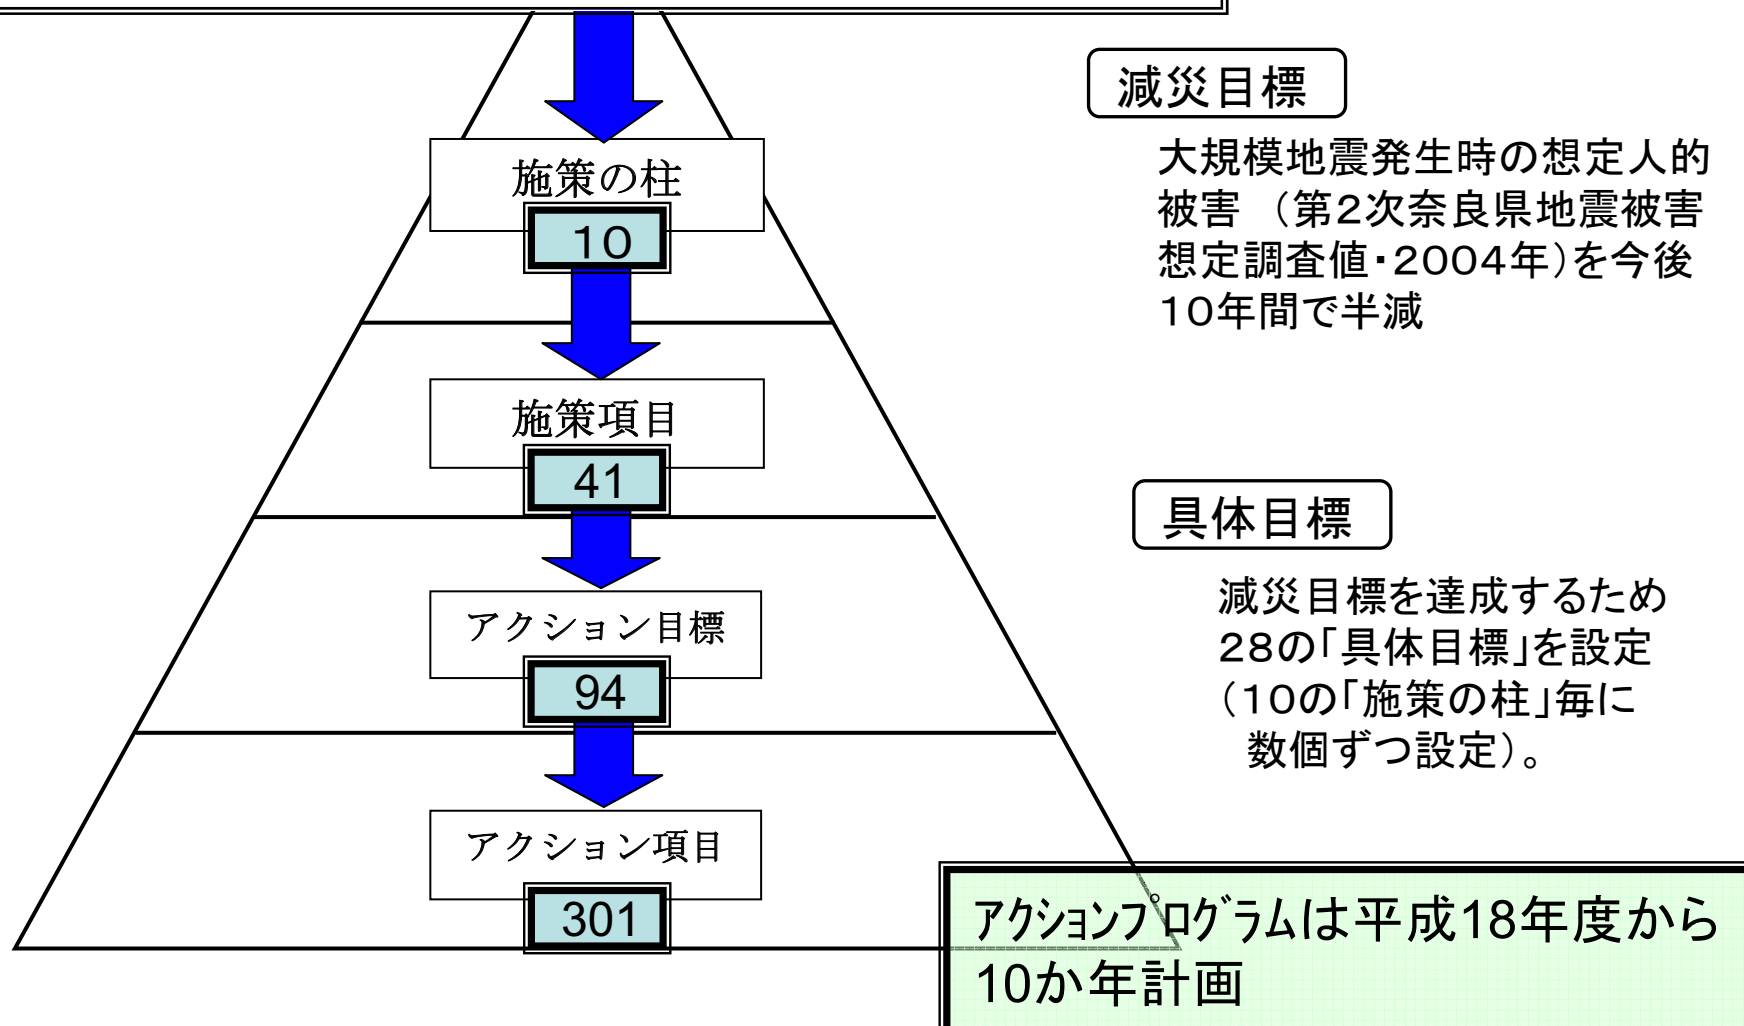 施策の柱
10
施策項目
41
アクション目標
94
アクション項目
301
減災目標
大規模地震発生時の想定人的
被害 （第２次奈良県地震被害
想定調査値・２００４年）を今後
１０年間で半減
具体目標
減災目標を達成するため
２８の「具体目標」を設定
（１０の「施策の柱」毎に
数個ずつ設定）。
ｱｸｼｮﾝﾌﾟﾛｸﾞﾗﾑは平成18年度から
10か年計画